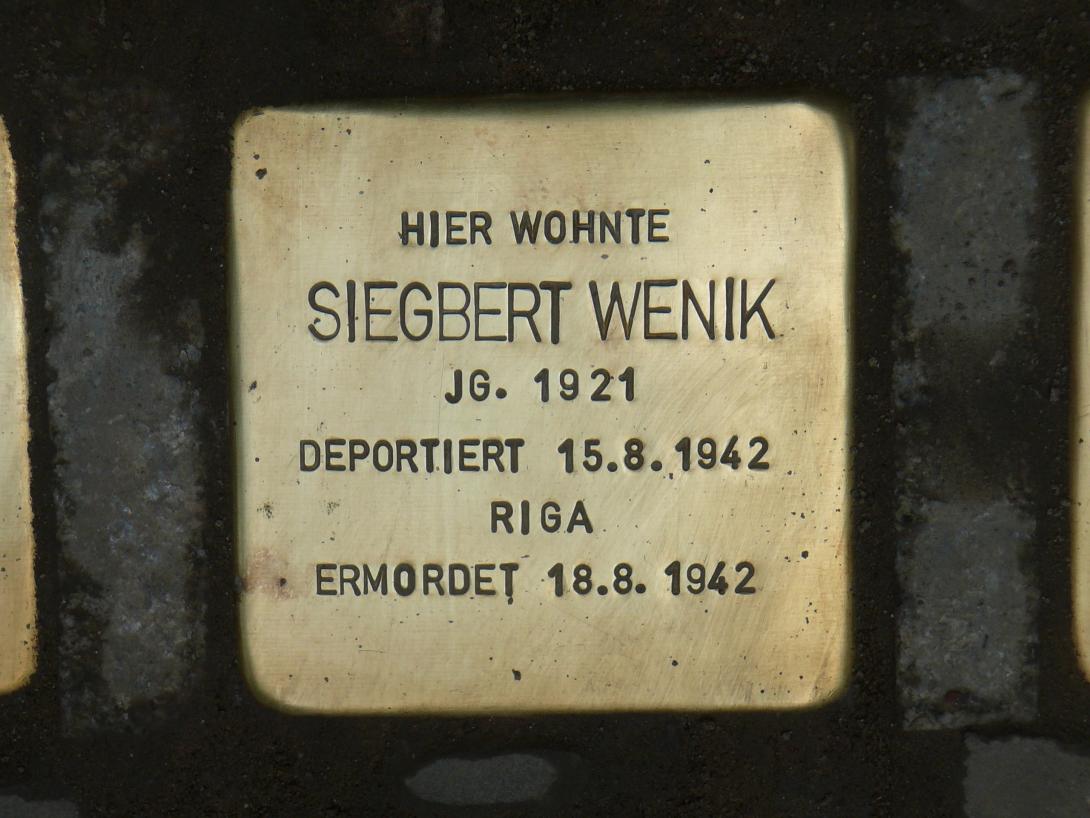 HIER WOHNTE
SIEGBERT WENIK
JG. 1921
DEPORTIERT 15.8.1942
RIGA
ERMORDET 18.8. 1942